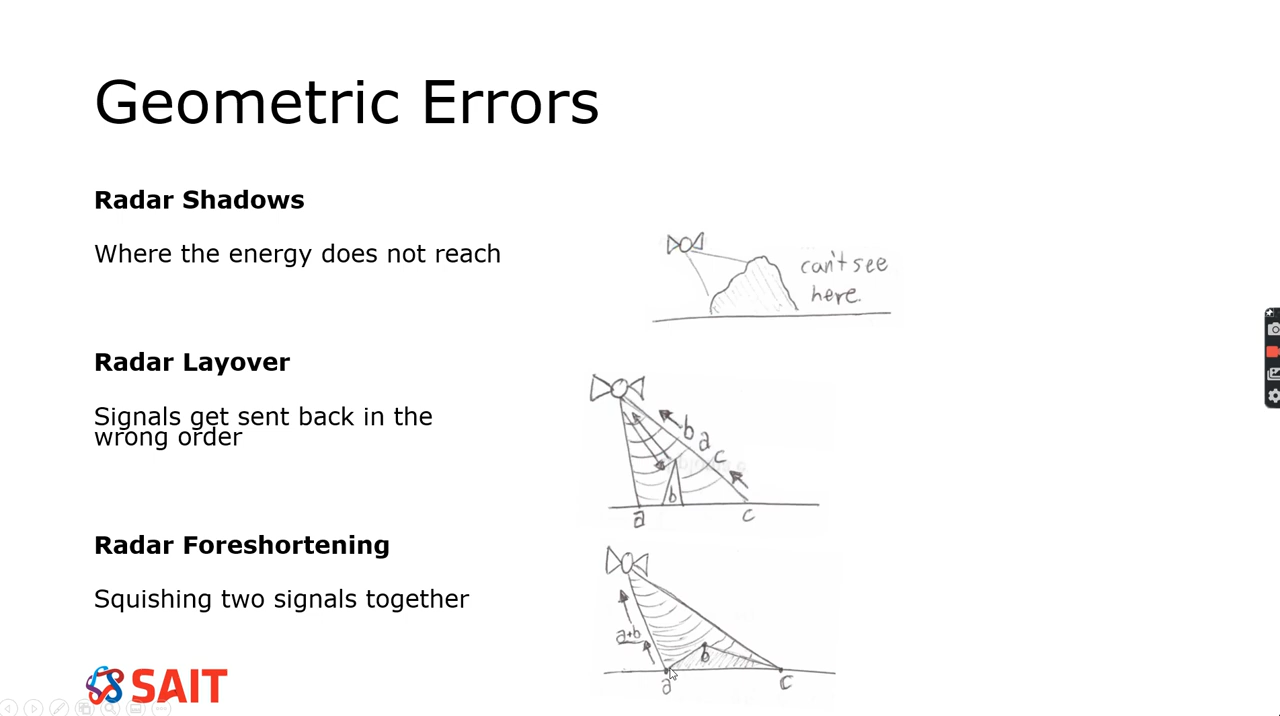 Geometric Errors
Radar Shadows
Where the energy does not reach
can't see
here.
Radar Layover
Signals get sent back in the
wrong order
b
a
c
b
a
c
Radar Foreshortening
Squishing two signals together
a+b
b
a
c
SAIT